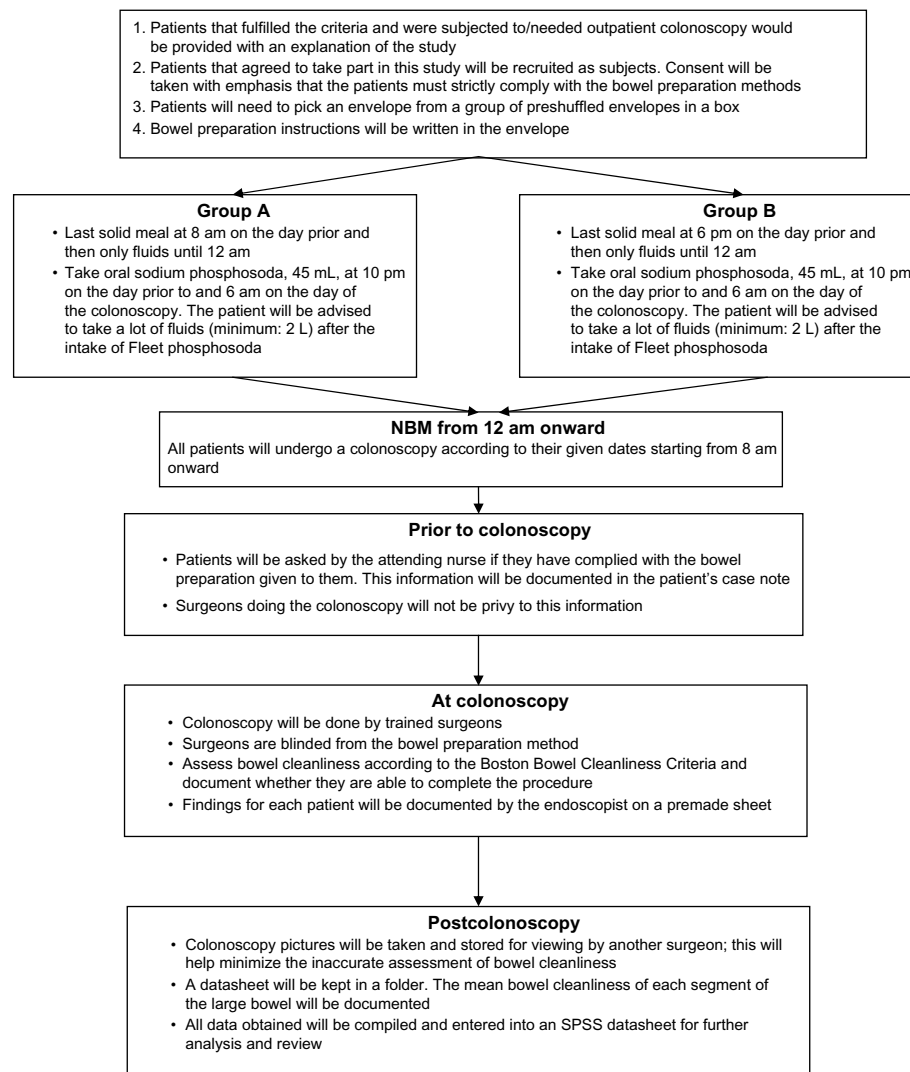 1. Patients that fulfilled the criteria and were subjected to/needed outpatient colonoscopy would
be provided with an explanation of the study
2. Patients that agreed to take part in this study will be recruited as subjects. Consent will be
taken with emphasis that the patients must strictly comply with the bowel preparation methods
3. Patients will need to pick an envelope from a group of preshuffled envelopes in a box
4. Bowel preparation instructions will be written in the envelope
Group A
• Last solid meal at 8 am on the day prior and
then only fluids until 12 am
• Take oral sodium phosphosoda, 45 mL, at 10 pm
on the day prior to and 6 am on the day of
the colonoscopy. The patient will be advised
to take a lot of fluids (minimum: 2 L) after the
intake of Fleet phosphosoda
Group B
• Last solid meal at 6 pm on the day prior and
then only fluids until 12 am
• Take oral sodium phosphosoda, 45 mL, at 10 pm
on the day prior to and 6 am on the day of
the colonoscopy. The patient will be advised
to take a lot of fluids (minimum: 2 L) after the
intake of Fleet phosphosoda
NBM from 12 am onward
All patients will undergo a colonoscopy according to their given dates starting from 8 am
onward
Prior to colonoscopy
• Patients will be asked by the attending nurse if they have complied with the bowel
preparation given to them. This information will be documented in the patient's case note
• Surgeons doing the colonoscopy will not be privy to this information
At colonoscopy
• Colonoscopy will be done by trained surgeons
• Surgeons are blinded from the bowel preparation method
• Assess bowel cleanliness according to the Boston Bowel Cleanliness Criteria and
document whether they are able to complete the procedure
• Findings for each patient will be documented by the endoscopist on a premade sheet
Postcolonoscopy
• Colonoscopy pictures will be taken and stored for viewing by another surgeon; this will
help minimize the inaccurate assessment of bowel cleanliness
• A datasheet will be kept in a folder. The mean bowel cleanliness of each segment of
the large bowel will be documented
• All data obtained will be compiled and entered into an SPSS datasheet for further
analysis and review